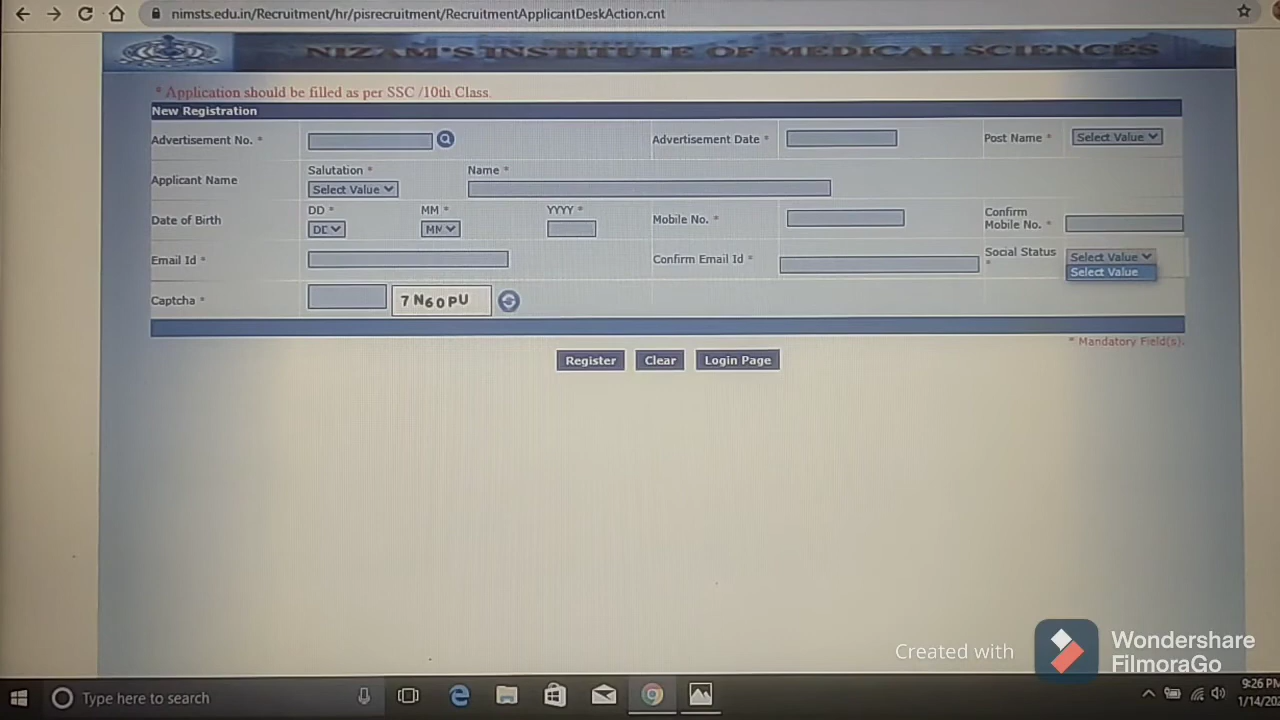 nimsts.edu.in/Recruitment/hr/pisrecruitment/RecruitmentApplicantDeskAction.cnt
NIZAM'S INSTITUTE OF MEDICAL SCIENCES
* Application should be filled as per SSC /10th Class.
New Registration
Advertisement No. *
Advertisement Date *
Post Name *
Select Value
Applicant Name
Salutation *
Select Value
Name *
Date of Birth
DD *
MM *
YYYY *
MM
Mobile No. *
Confirm
Mobile No. *
Email Id *
Confirm Email Id *
Social Status
*
Select Value
Select Value
Captcha *
7N60PU
* Mandatory Field(s).
Register
Clear
Login Page
Created with
Wondershare
FilmoraGo
Type here to search
9:26 PM